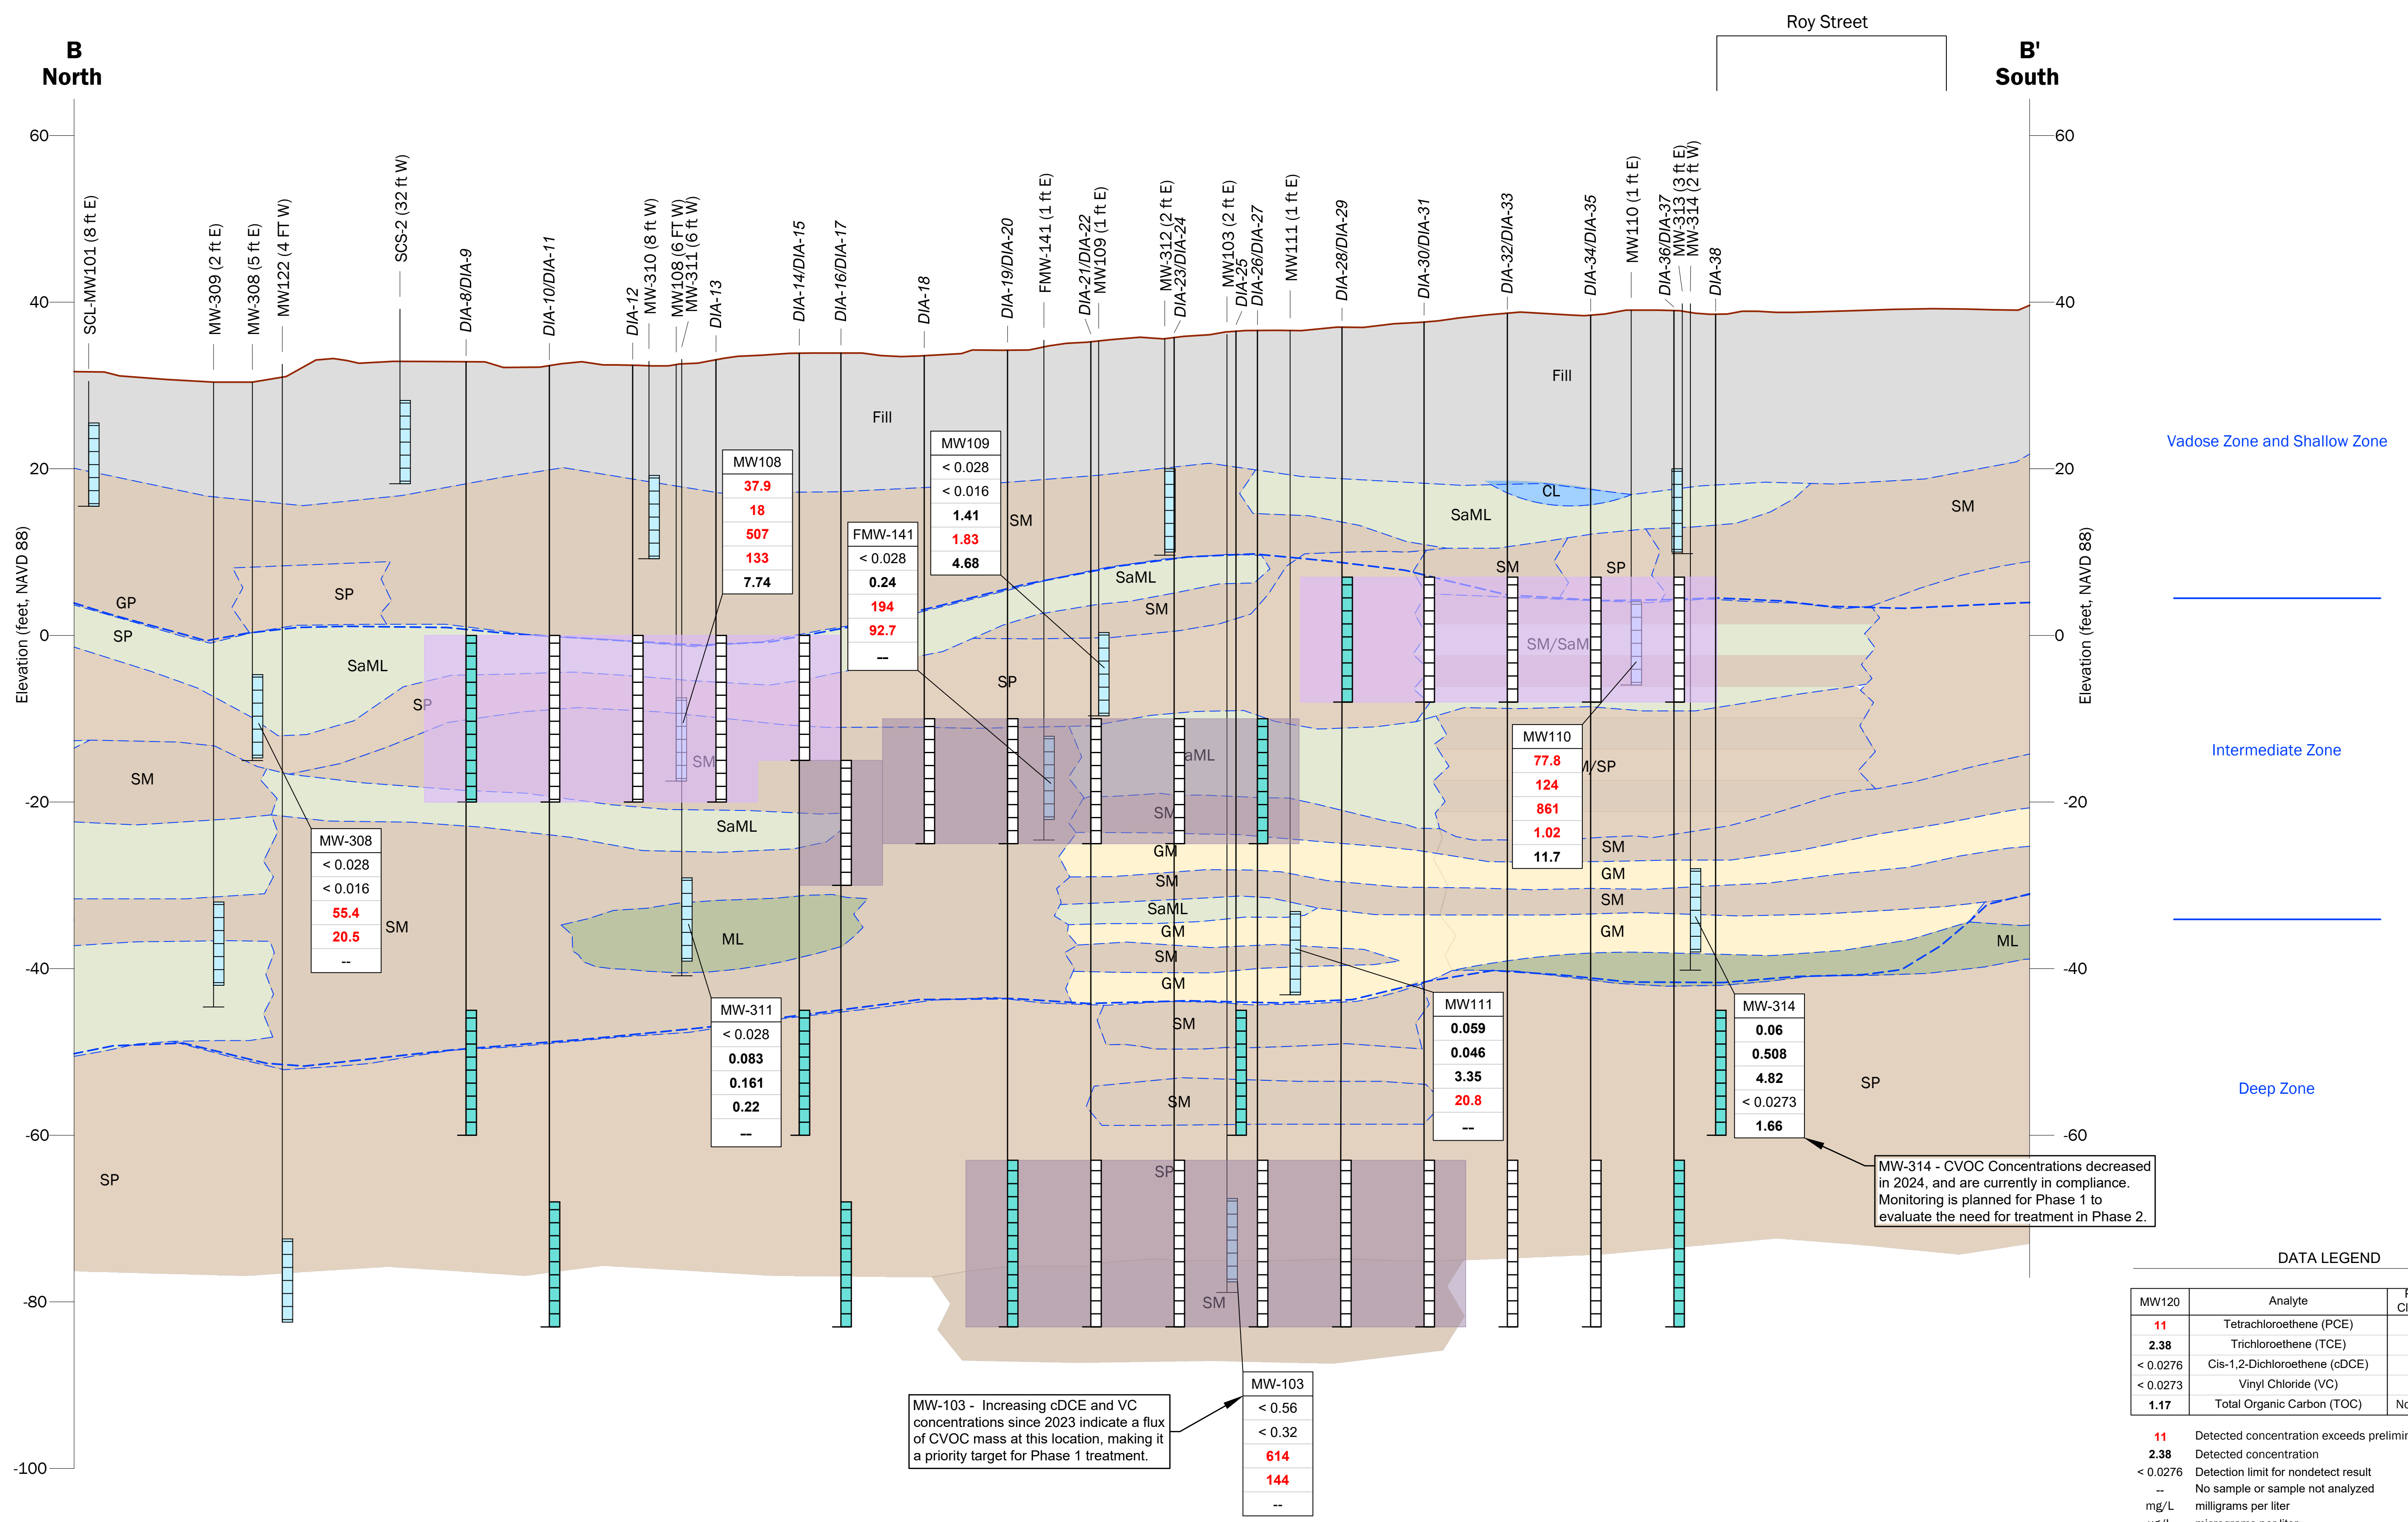 Roy Street
B
North
B'
South
60
40
20
0
-20
-40
-60
-80
-100
Elevation (feet, NAVD 88)
60
40
20
0
-20
-40
-60
Elevation (feet, NAVD 88)
SCL-MW101 (8 ft E)
MW-309 (2 ft E)
MW-308 (5 ft E)
MW122 (4 FT W)
SCS-2 (32 ft W)
DIA-8/DIA-9
DIA-10/DIA-11
DIA-12
MW-310 (8 ft W)
MW108 (6 FT W)
MW-311 (6 ft W)
DIA-13
DIA-14/DIA-15
DIA-16/DIA-17
DIA-18
DIA-19/DIA-20
FMW-141 (1 ft E)
DIA-21/DIA-22
MW109 (1 ft E)
MW-312 (2 ft E)
DIA-23/DIA-24
MW103 (2 ft E)
DIA-25
DIA-26/DIA-27
MW111 (1 ft E)
DIA-28/DIA-29
DIA-30/DIA-31
DIA-32/DIA-33
DIA-34/DIA-35
MW110 (1 ft E)
DIA-36/DIA-37
MW-313 (3 ft E)
MW-314 (2 ft W)
DIA-38
Fill
Fill
CL
SaML
SM
SM
SM
SP
SaML
SM
SP
GP
SP
SaML
SP
SM
SP
SM/SaM
aML
M/SP
SM
SM
SaML
SM
SM
GM
GM
SM
SM
SaML
GM
GM
SM
GM
ML
ML
SM
SM
SP
SP
SP
SM
MW108
37.9
18
507
133
7.74
MW109
< 0.028
< 0.016
1.41
1.83
4.68
FMW-141
< 0.028
0.24
194
92.7
--
MW-308
< 0.028
< 0.016
55.4
20.5
--
MW-311
< 0.028
0.083
0.161
0.22
--
MW110
77.8
124
861
1.02
11.7
MW111
0.059
0.046
3.35
20.8
--
MW-314
0.06
0.508
4.82
< 0.0273
1.66
MW-103
< 0.56
< 0.32
614
144
--
MW-314 - CVOC Concentrations decreased
in 2024, and are currently in compliance.
Monitoring is planned for Phase 1 to
evaluate the need for treatment in Phase 2.
MW-103 - Increasing cDCE and VC
concentrations since 2023 indicate a flux
of CVOC mass at this location, making it
a priority target for Phase 1 treatment.
Vadose Zone and Shallow Zone
Intermediate Zone
Deep Zone
DATA LEGEND
MW120 Analyte
11 Tetrachloroethene (PCE)
2.38 Trichloroethene (TCE)
< 0.0276 Cis-1,2-Dichloroethene (cDCE)
< 0.0273 Vinyl Chloride (VC)
1.17 Total Organic Carbon (TOC)
11 Detected concentration exceeds
2.38 Detected concentration
< 0.0276 Detection limit for nondetect result
-- No sample or sample not analyzed
mg/L milligrams per liter